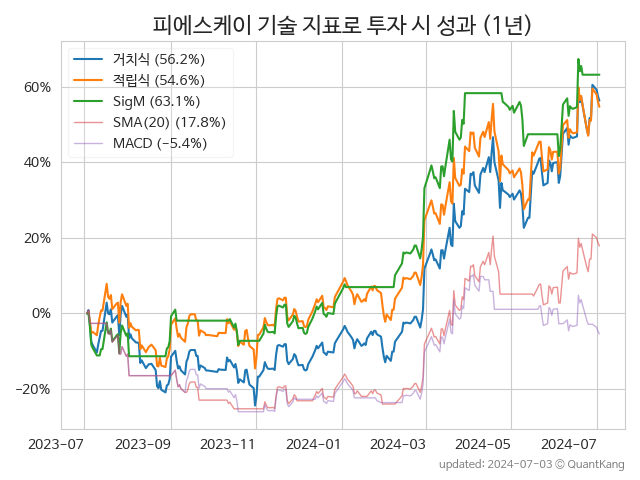 피에스케이 기술 지표로 투자 시 성과 (1년)
거치식 (56.2%)
적립식 (54.6%)
SigM (63.1%)
SMA(20) (17.8%)
MACD (−5.4%)
60%
40%
20%
0%
−20%
2023-07 2023-09 2023-11 2024-01 2024-03 2024-05 2024-07
updated: 2024-07-03 © QuantKang